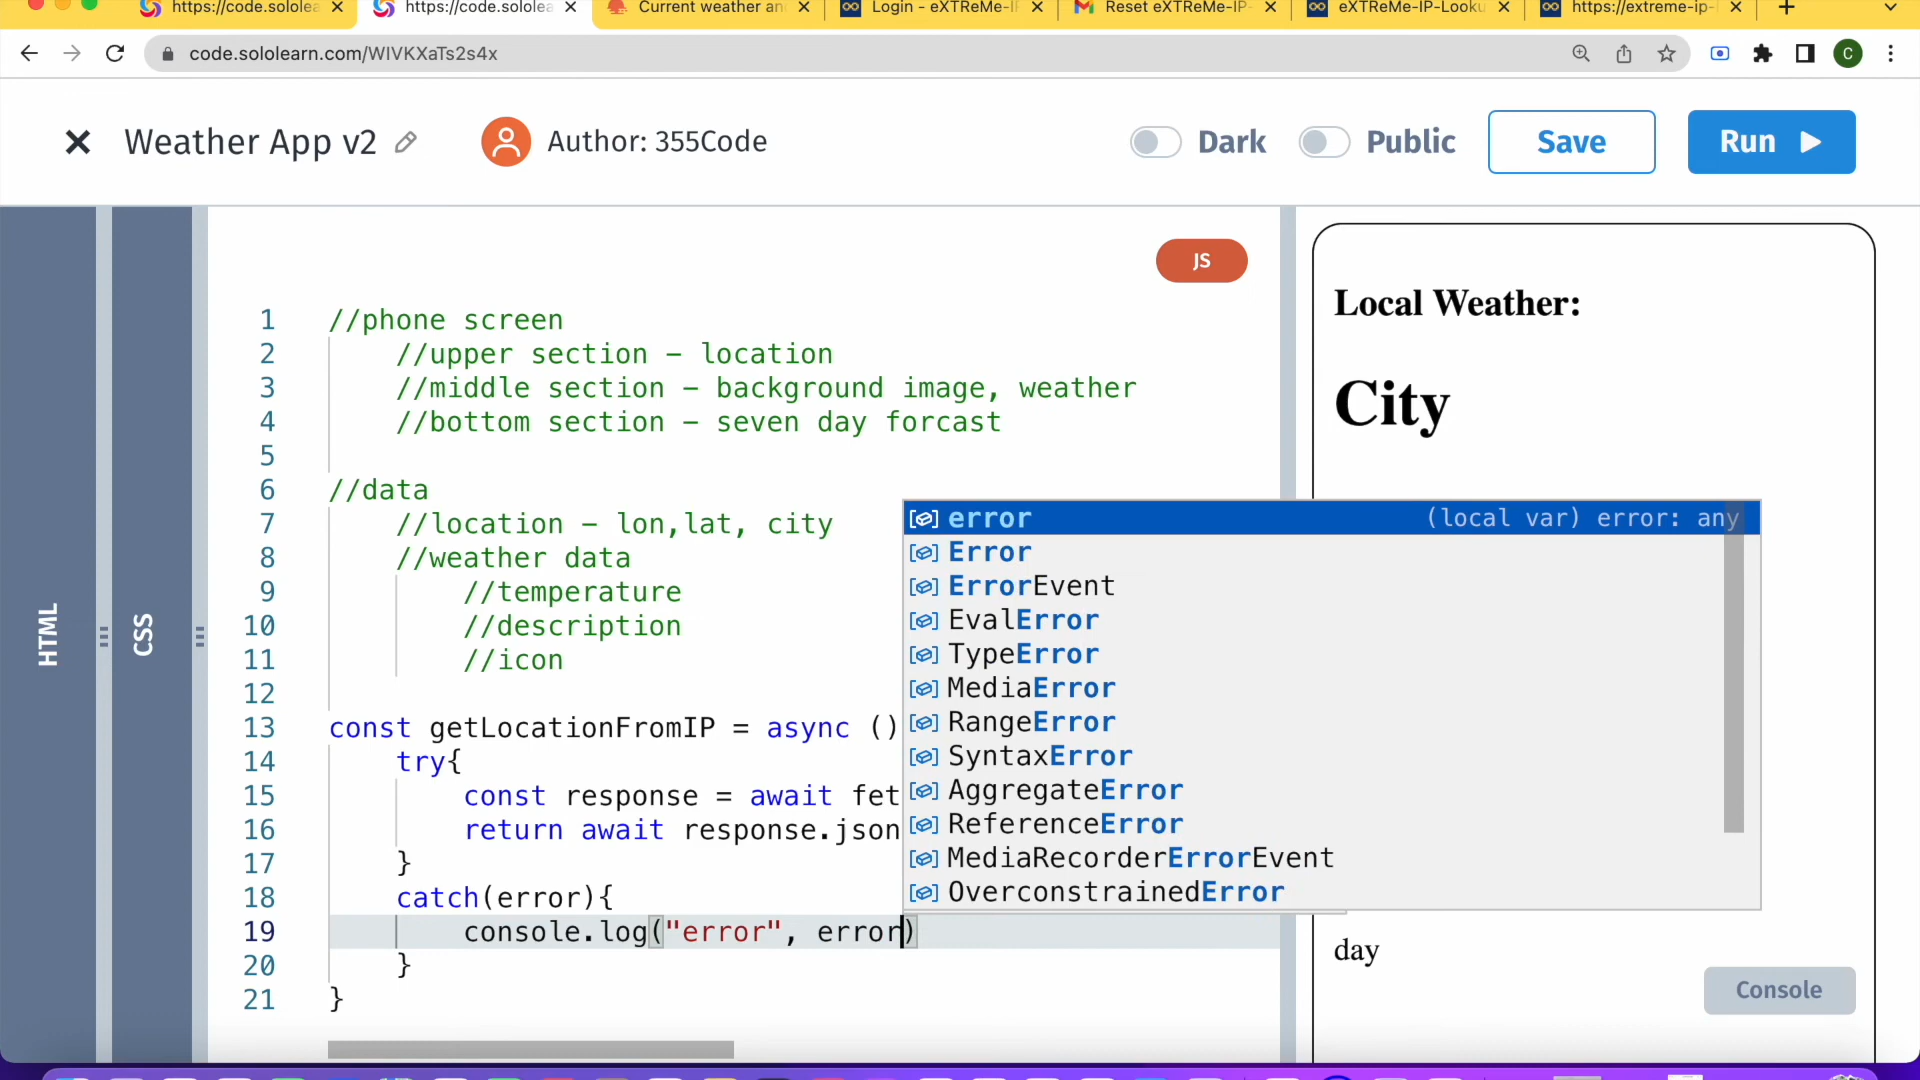 https://code.solole
https://code.solole
Current weather an
Login - eXTReMe-IP
Reset eXTReMe-IP-
eXTReMe-IP-Looku
https://extreme-ip-
code.sololearn.com/WIVKXaTs2s4x
C
Weather App v2
Author: 355Code
Dark
Public
Save
Run
HTML
CSS
JS
1 //phone screen
2 //upper section - location
3 //middle section - background image, weather
4 //bottom section - seven day forcast
5
6 //data
7 //location - lon,lat, city
8 //weather data
9 //temperature
10 //description
11 //icon
12
13 const getLocationFromIP = async ()
14 try{
15 const response = await fet
16 return await response.json
17 }
18 catch(error){
19 console.log("error", error)
20 }
21 }
error (local var) error: any
Error
ErrorEvent
EvalError
TypeError
MediaError
RangeError
SyntaxError
AggregateError
ReferenceError
MediaRecorderErrorEvent
OverconstrainedError
Local Weather:
City
day
Console